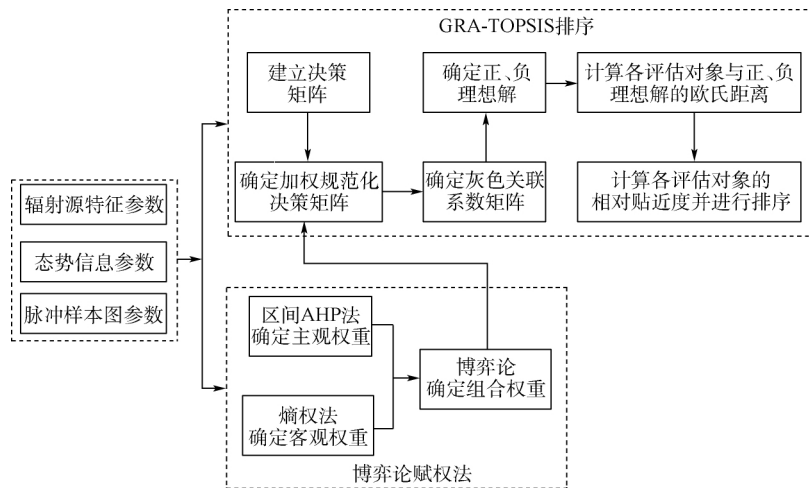 GRA-TOPSIS排序
建立决策
矩阵
确定正、负
理想解
计算各评估对象与正、负
理想解的欧氏距离
确定加权规范化
决策矩阵
确定灰色关联
系数矩阵
计算各评估对象的
相对贴近度并进行排序
辐射源特征参数
态势信息参数
脉冲样本图参数
区间AHP法
确定主观权重
熵权法
确定客观权重
博弈论
确定组合权重
博弈论赋权法